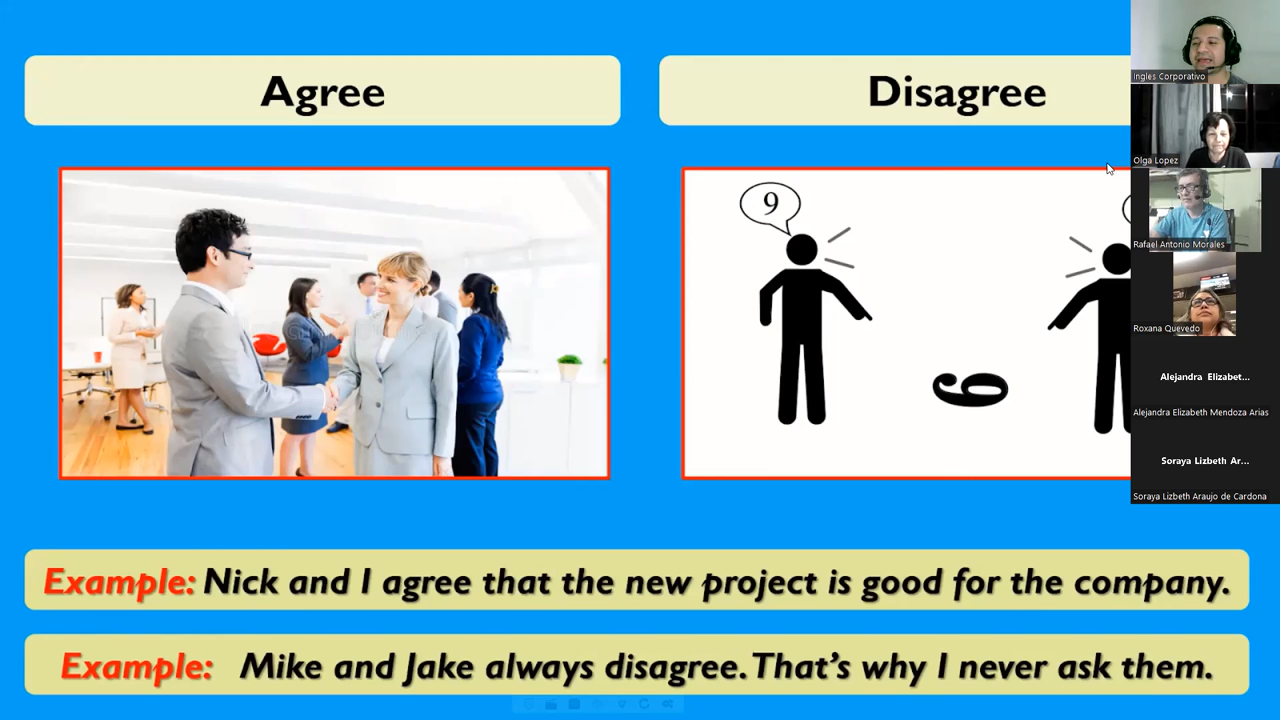 Agree
Disagree
9
Ingles Corporativo
Olga Lopez
Rafael Antonio Morales
Roxana Quevedo
Alejandra Elizabet...
Alejandra Elizabeth Mendoza Arias
Soraya Lizbeth Ar...
Soraya Lizbeth Araujo de Cardona
Example: Nick and I agree that the new project is good for the company.
Example: Mike and Jake always disagree. That's why I never ask them.